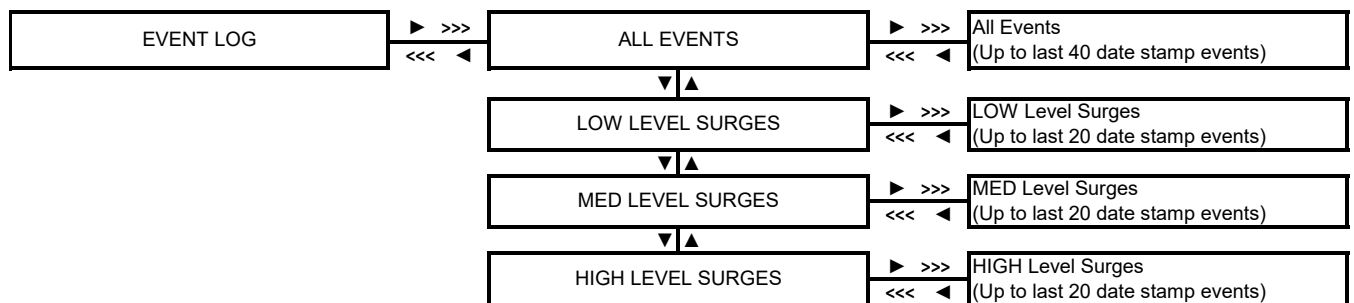 EVENT LOG ► >>> ALL EVENTS ► >>> All Events
<<< ◄ <<< ◄ (Up to last 40 date stamp events)
▼ ▲
LOW LEVEL SURGES ► >>> LOW Level Surges
<<< ◄ (Up to last 20 date stamp events)
▼ ▲
MED LEVEL SURGES ► >>> MED Level Surges
<<< ◄ (Up to last 20 date stamp events)
▼ ▲
HIGH LEVEL SURGES ► >>> HIGH Level Surges
<<< ◄ (Up to last 20 date stamp events)